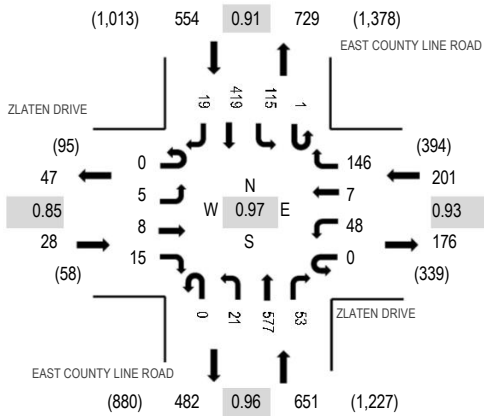 (1,013) 554 0.91 729 (1,378)
EAST COUNTY LINE ROAD
19 419 115 1
ZLATEN DRIVE
(95) (394)
0 146
47 201
N
5 7
0.85 W 0.97 E 0.93
8 48
28 176
S
15 0
(58) (339)
0 21 577 53
ZLATEN DRIVE
EAST COUNTY LINE ROAD
(880) 482 0.96 651 (1,227)